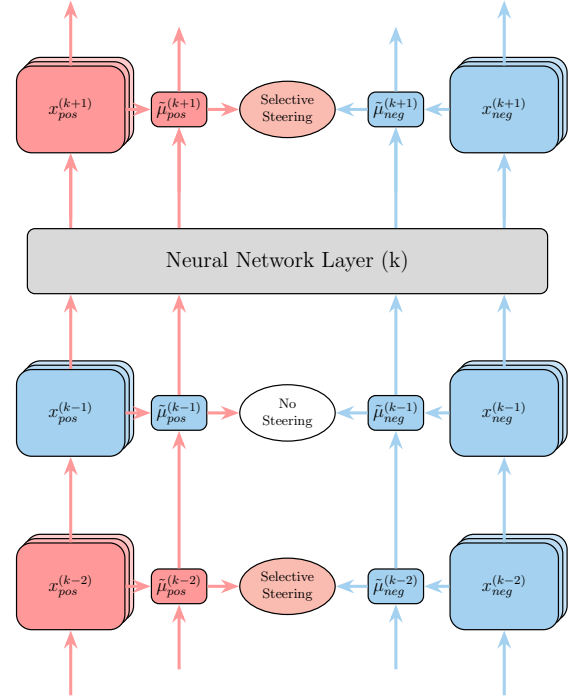 x_{pos}^{(k+1)} \tilde{\mu}_{pos}^{(k+1)} Selective Steering \tilde{\mu}_{neg}^{(k+1)} x_{neg}^{(k+1)}
Neural Network Layer (k)
x_{pos}^{(k-1)} \tilde{\mu}_{pos}^{(k-1)} No Steering \tilde{\mu}_{neg}^{(k-1)} x_{neg}^{(k-1)}
x_{pos}^{(k-2)} \tilde{\mu}_{pos}^{(k-2)} Selective Steering \tilde{\mu}_{neg}^{(k-2)} x_{neg}^{(k-2)}